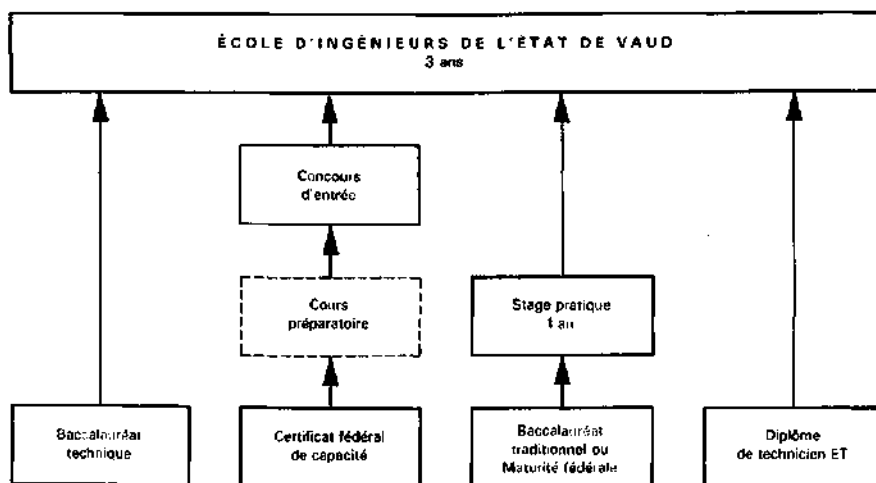 ÉCOLE D'INGÉNIEURS DE L'ÉTAT DE VAUD
3 ans
Concours
d'entrée
Cours
préparatoire
Stage pratique
1 an
Baccalauréat
technique
Certificat fédéral
de capacité
Baccalauréat
traditionnel ou
Maturité fédérale
Diplôme
de technicien ET